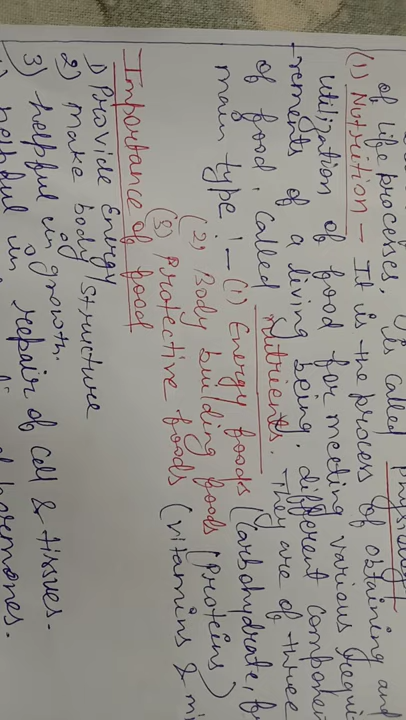 of life processes, is called Physiology
(1) Nutrition - It is the process of obtaining and
utilization of food for meeting various requi
-rements of a living being. different componen
of food, called Nutrients. They are of three
main type :- (1) Energy foods (Carbohydrate, f
(2) Body building foods (Proteins)
(3) Protective foods (vitamins & mi
Importance of food
1) Provide Energy
2) Make body structure
3) helpful in growth.
helpful in repair of cell & tissues.
of hormones.